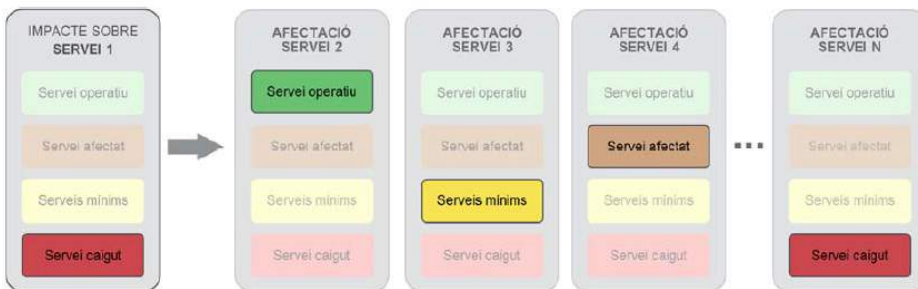 IMPACTE SOBRE
SERVEI 1
Servei operatiu
Servei afectat
Serveis mínims
Servei caigut
AFECTACIÓ
SERVEI 2
Servei operatiu
Servei afectat
Serveis mínims
Servei caigut
AFECTACIÓ
SERVEI 3
Servei operatiu
Servei afectat
Serveis mínims
Servei caigut
AFECTACIÓ
SERVEI 4
Servei operatiu
Servei afectat
Serveis mínims
Servei caigut
...
AFECTACIÓ
SERVEI N
Servei operatiu
Servei afectat
Serveis mínims
Servei caigut